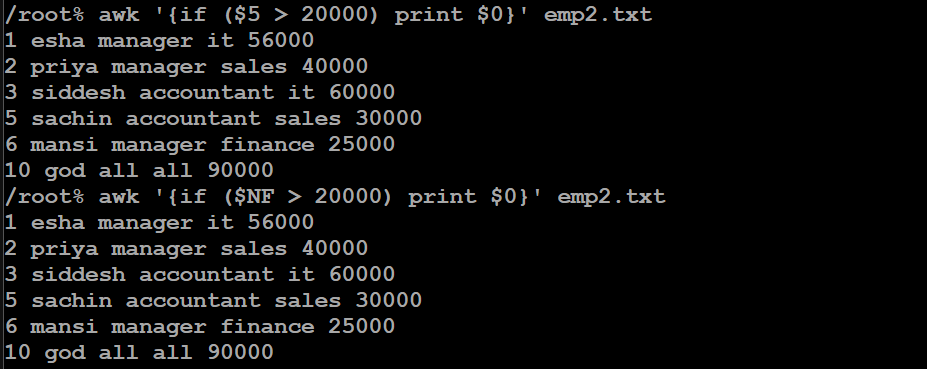 /root% awk '{if ($5 > 20000) print $0}' emp2.txt
1 esha manager it 56000
2 priya manager sales 40000
3 siddesh accountant it 60000
5 sachin accountant sales 30000
6 mansi manager finance 25000
10 god all all 90000
/root% awk '{if ($NF > 20000) print $0}' emp2.txt
1 esha manager it 56000
2 priya manager sales 40000
3 siddesh accountant it 60000
5 sachin accountant sales 30000
6 mansi manager finance 25000
10 god all all 90000